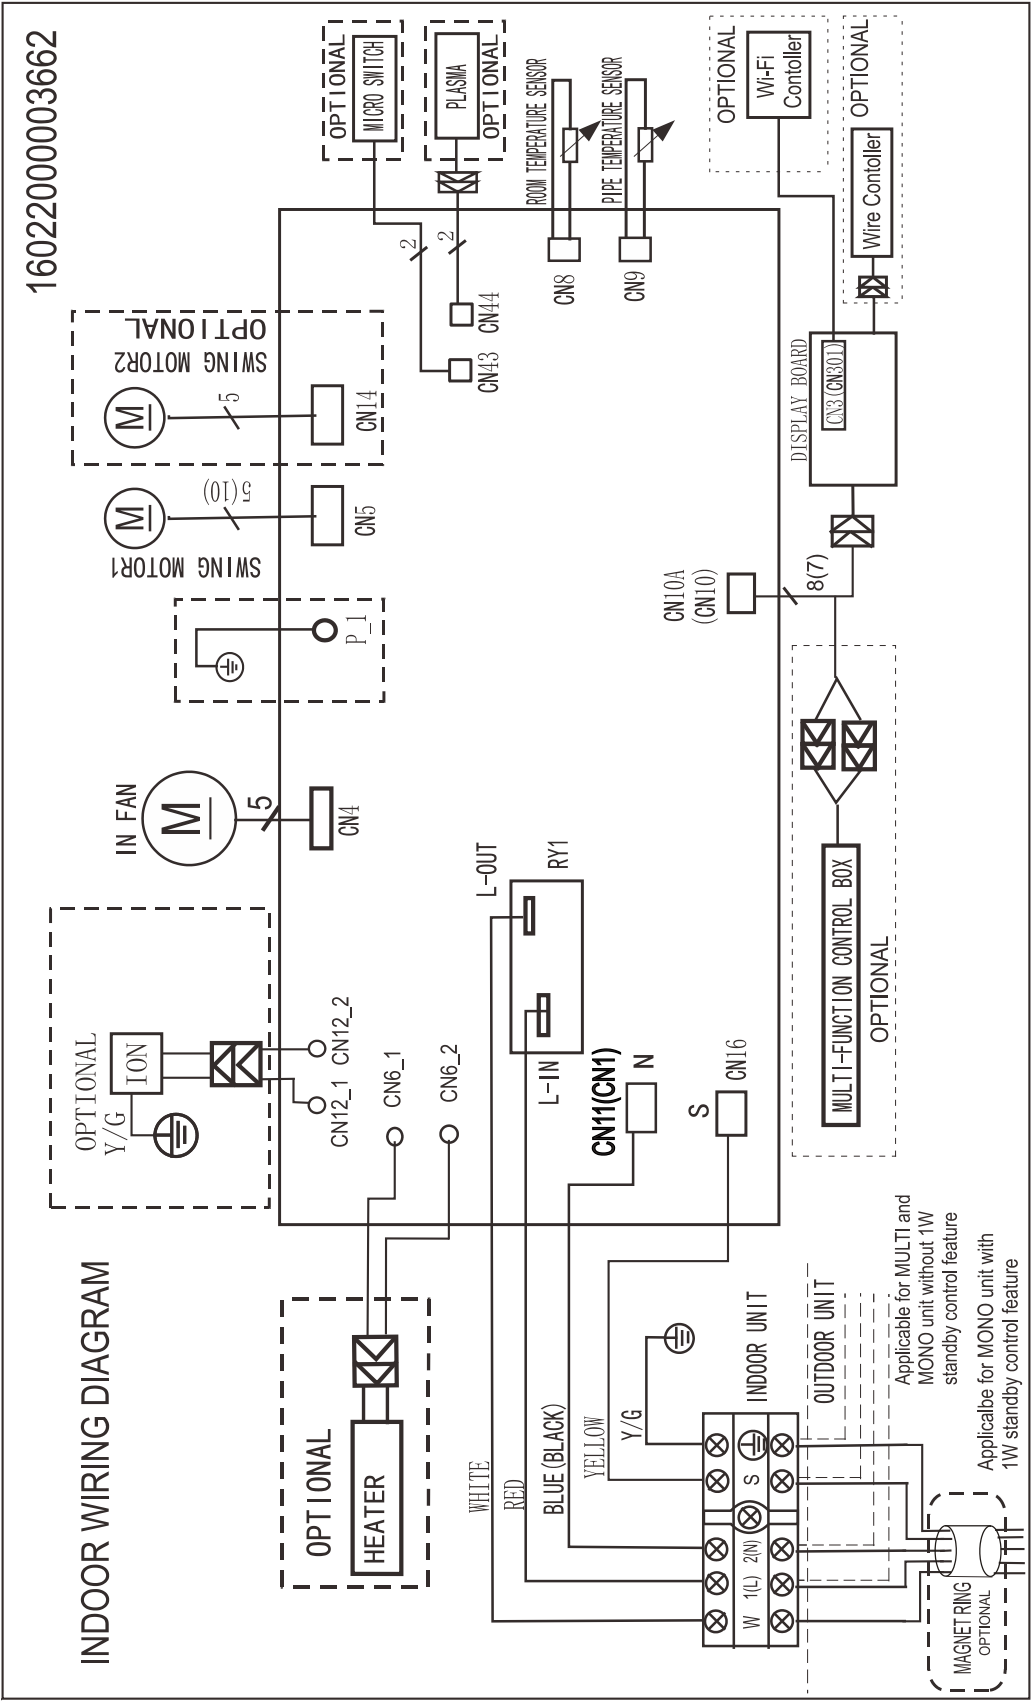 INDOOR WIRING DIAGRAM
16022000003662
OPTIONAL
Y/G
ION
CN12_1
CN12_2
IN FAN
M
5
CN4
P_1
SWING MOTOR1
M
5(10)
CN5
SWING MOTOR2
OPTIONAL
M
5
CN14
OPTIONAL
HEATER
CN6_1
CN6_2
OPTIONAL
MICRO SWITCH
2
CN43
PLASMA
OPTIONAL
2
CN44
ROOM TEMPERATURE SENSOR
CN8
PIPE TEMPERATURE SENSOR
CN9
WHITE
RED
BLUE(BLACK)
YELLOW
Y/G
L-OUT
RY1
L-IN
CN11(CN1)
N
S
CN16
CN10A
(CN10)
8(7)
OPTIONAL
Wi-Fi
Contoller
OPTIONAL
Wire Contoller
DISPLAY BOARD
CN3(CN301)
MULTI-FUNCTION CONTROL BOX
OPTIONAL
INDOOR UNIT
OUTDOOR UNIT
W
1(L)
2(N)
S
Applicable for MULTI and
MONO unit without 1W
standby control feature
Applicalbe for MONO unit with
1W standby control feature
MAGNET RING
OPTIONAL